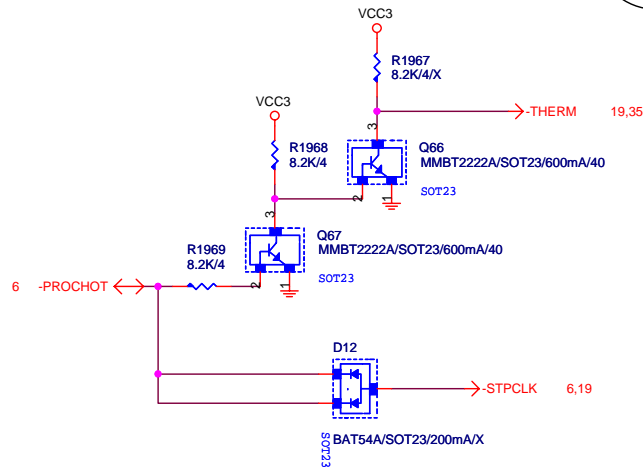 VCC3
R1967
8.2K/4/X
-THERM 19,35
VCC3
R1968
8.2K/4
3
Q66
MMBT2222A/SOT23/600mA/40
SOT23
2
1
3
Q67
MMBT2222A/SOT23/600mA/40
SOT23
R1969
8.2K/4
2
1
6 -PROCHOT
D12
-STPCLK 6,19
BAT54A/SOT23/200mA/X
SOT23